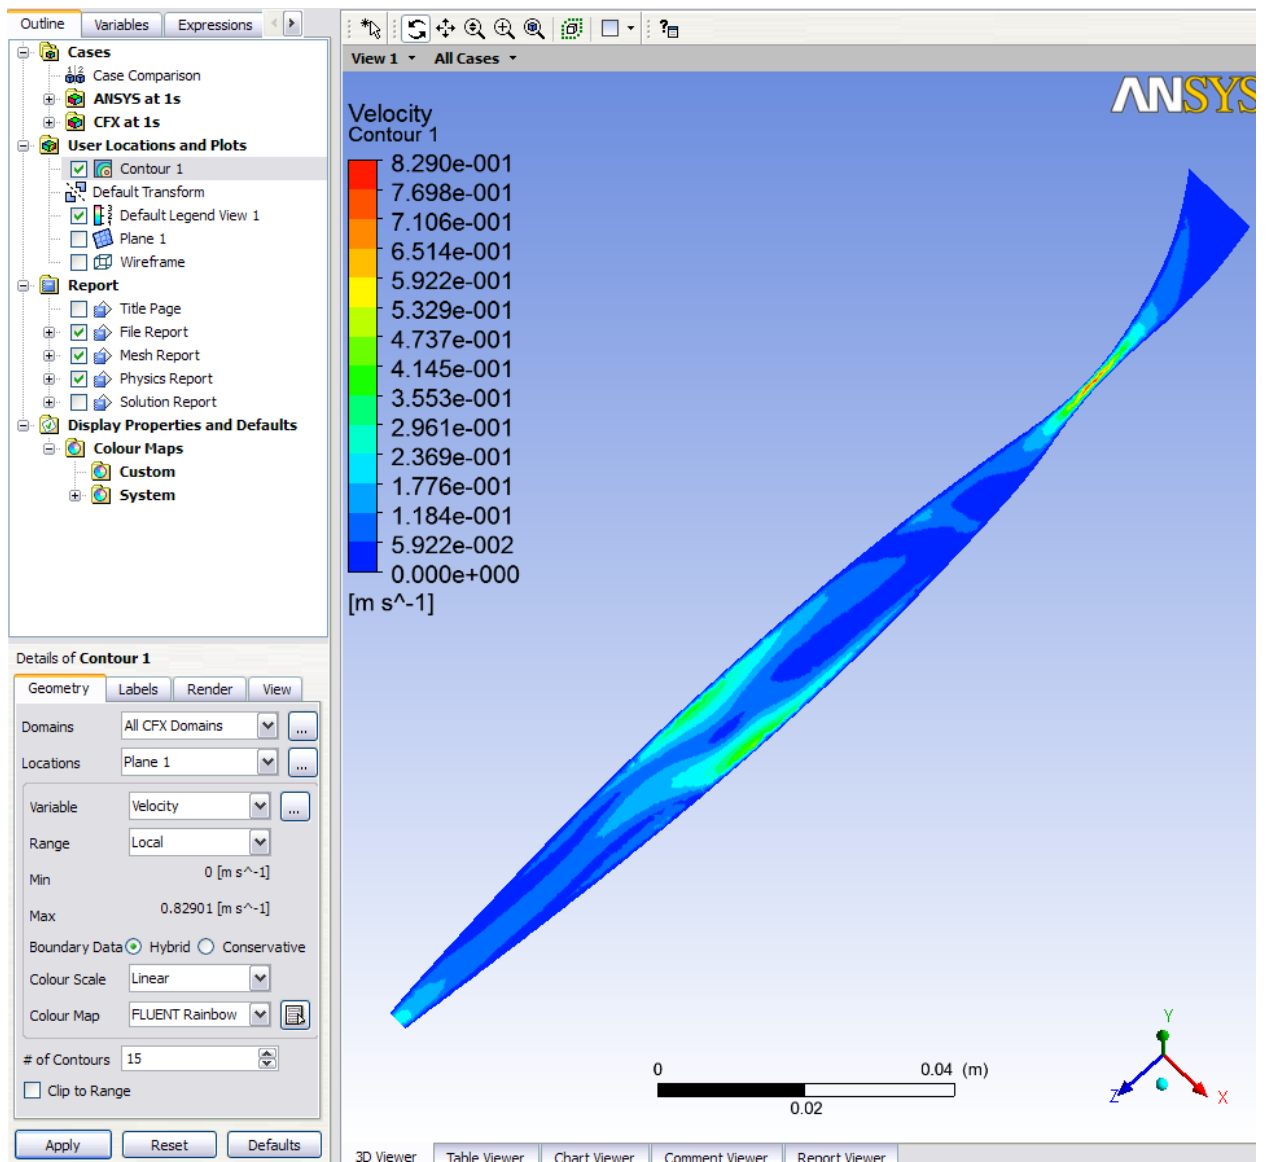 Outline Variables Expressions
Cases
Case Comparison
ANSYS at 1s
CFX at 1s
User Locations and Plots
Contour 1
Default Transform
Default Legend View 1
Plane 1
Wireframe
Report
Title Page
File Report
Mesh Report
Physics Report
Solution Report
Display Properties and Defaults
Colour Maps
Custom
System
Details of Contour 1
Geometry Labels Render View
Domains All CFX Domains ...
Locations Plane 1 ...
Variable Velocity ...
Range Local
Min 0 [m s^-1]
Max 0.82901 [m s^-1]
Boundary Data Hybrid Conservative
Colour Scale Linear
Colour Map FLUENT Rainbow
# of Contours 15
Clip to Range
Apply Reset Defaults
View 1 All Cases
ANSYS
Velocity
Contour 1
8.290e-001
7.698e-001
7.106e-001
6.514e-001
5.922e-001
5.329e-001
4.737e-001
4.145e-001
3.553e-001
2.961e-001
2.369e-001
1.776e-001
1.184e-001
5.922e-002
0.000e+000
[m s^-1]
0 0.04 (m)
0.02
Y
Z X
3D Viewer Table Viewer Chart Viewer Comment Viewer Report Viewer